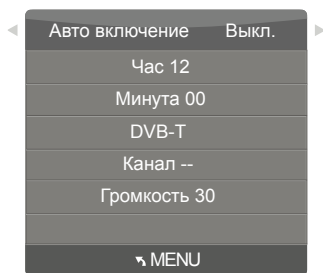 Авто включение Выкл.
Час 12
Минута 00
DVB-T
Канал --
Громкость 30
MENU